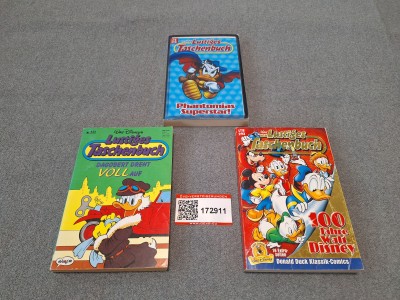 Lustiges
Taschenbuch
Phantomias
Superstar!
Walt Disneys
Lustiges
Taschenbuch
DAGOBERT DREHT
VOLL AUF
172911
Lustiges
Taschenbuch
100
Jahre Walt
Disney
Donald Duck Klassik-Comics